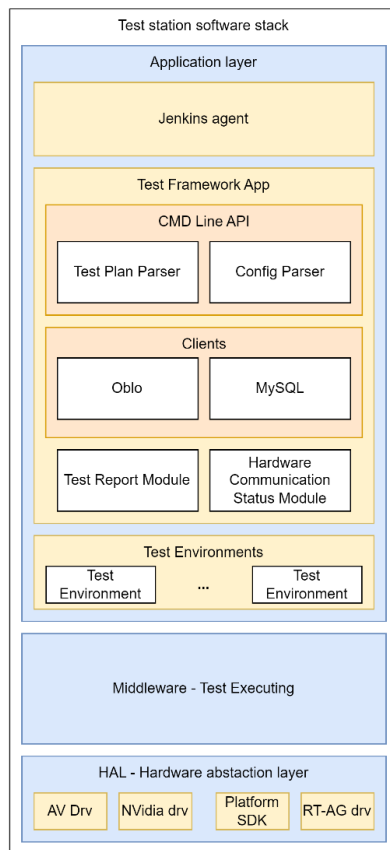 Test station software stack
Application layer
Jenkins agent
Test Framework App
CMD Line API
Test Plan Parser
Config Parser
Clients
Oblo
MySQL
Test Report Module
Hardware
Communication
Status Module
Test Environments
Test
Environment
...
Test
Environment
Middleware - Test Executing
HAL - Hardware abstaction layer
AV Drv
NVidia drv
Platform
SDK
RT-AG drv